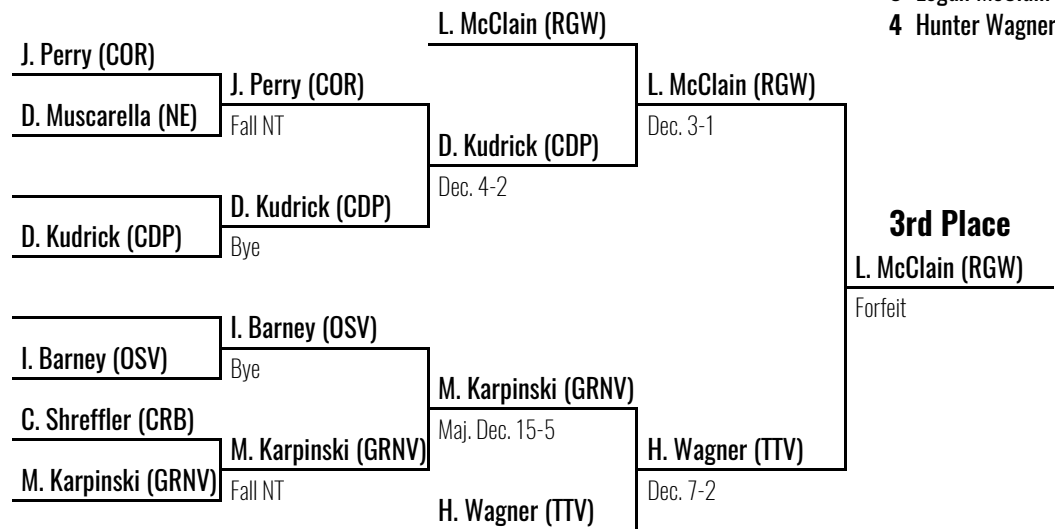 4 Hunter Wagner
L. McClain (RGW)
J. Perry (COR)
J. Perry (COR)
L. McClain (RGW)
D. Muscarella (NE)
Fall NT
Dec. 3-1
D. Kudrick (CDP)
Dec. 4-2
D. Kudrick (CDP)
D. Kudrick (CDP)
Bye
3rd Place
L. McClain (RGW)
Forfeit
I. Barney (OSV)
I. Barney (OSV)
Bye
M. Karpinski (GRNV)
C. Shreffler (CRB)
Maj. Dec. 15-5
M. Karpinski (GRNV)
H. Wagner (TTV)
M. Karpinski (GRNV)
Fall NT
Dec. 7-2
H. Wagner (TTV)